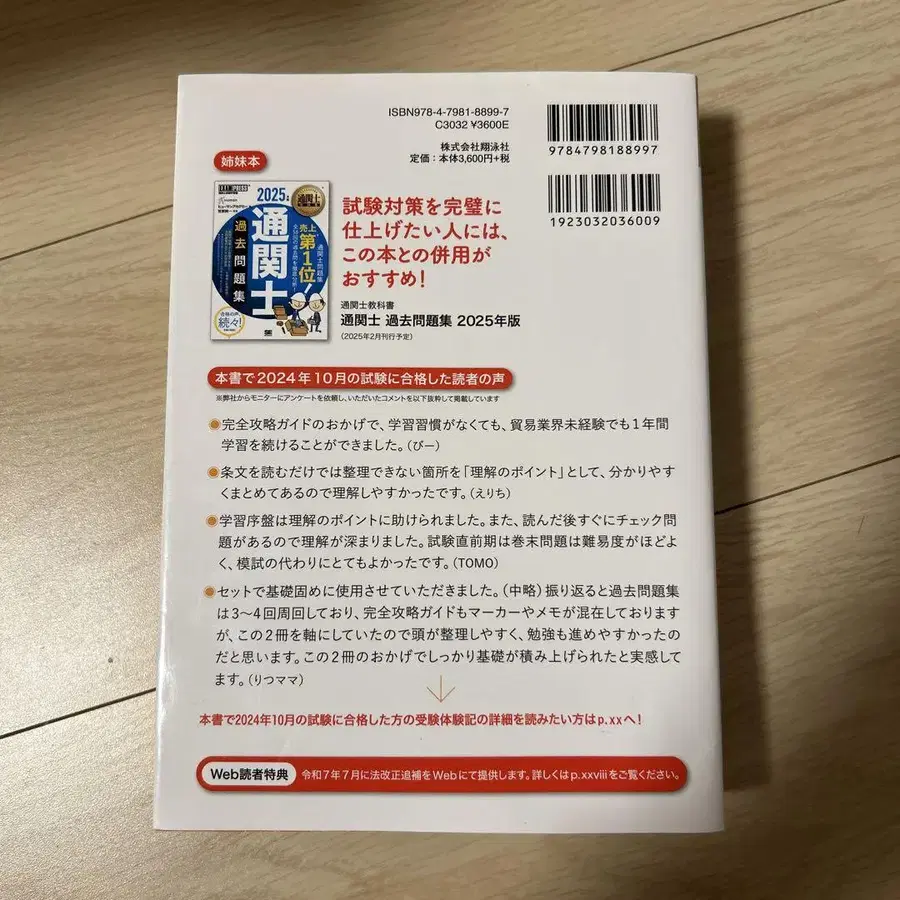 ISBN978-4-7981-8899-7
C3032 ¥3600E
株式会社翔泳社
定価：本体3,600円+税
9784798188997
1923032036009
姉妹本
EXAMPRESS
2025年版
通関士
過去問題集
通関士問題集
売上
第1位!
合格の声
続々!
試験対策を完璧に
仕上げたい人には、
この本との併用が
おすすめ！
通関士教科書
通関士 過去問題集 2025年版
（2025年2月刊行予定）
本書で2024年10月の試験に合格した読者の声
※弊社からモニターにアンケートを依頼し、いただいたコメントを以下抜粋して掲載しています
完全攻略ガイドのおかげで、学習習慣がなくても、貿易業界未経験でも1年間
学習を続けることができました。（びー）
条文を読むだけでは整理できない箇所を「理解のポイント」として、分かりやす
くまとめてあるので理解しやすかったです。（えりち）
学習序盤は理解のポイントに助けられました。また、読んだ後すぐにチェック問
題があるので理解が深まりました。試験直前期は巻末問題は難易度がほどよ
く、模試の代わりにとてもよかったです。（TOMO）
セットで基礎固めに使用させていただきました。（中略）振り返ると過去問題集
は3〜4回周回しており、完全攻略ガイドもマーカーやメモが混在しております
が、この2冊を軸にしていたので頭が整理しやすく、勉強も進めやすかったの
だと思います。この2冊のおかげでしっかり基礎が積み上げられたと実感して
ます。（りつママ）
本書で2024年10月の試験に合格した方の受験体験記の詳細を読みたい方はp.xxへ！
Web読者特典 令和7年7月に法改正追補をWebにて提供します。詳しくはp.xxviiiをご覧ください。